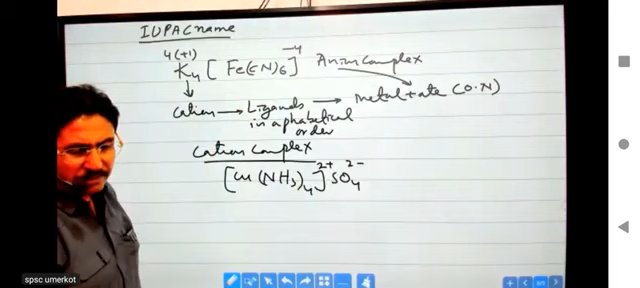 IUPAC name
4(+1)
K4 [Fe(CN)6]-4 Anion Complex
Cation → Ligands → metal + ate (O.N)
in alphabetical
order
Cation Complex
[Cu(NH3)4]2+ SO4 2-
spsc umerkot